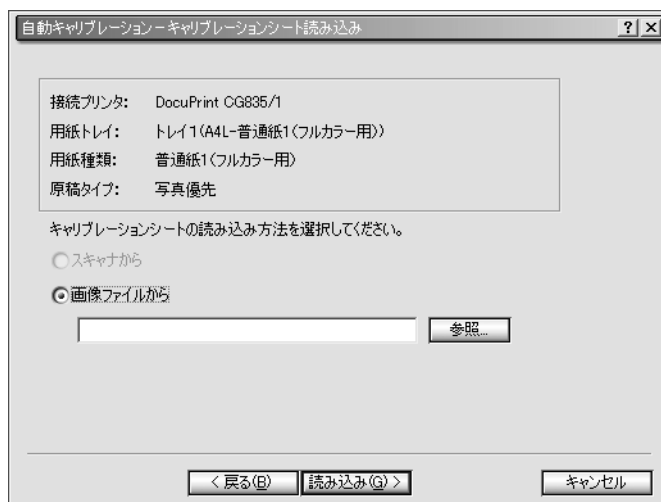 自動キャリブレーション－キャリブレーションシート読み込み
接続プリンタ: DocuPrint CG835/1
用紙トレイ: トレイ1(A4L-普通紙1(フルカラー用))
用紙種類: 普通紙1(フルカラー用)
原稿タイプ: 写真優先
キャリブレーションシートの読み込み方法を選択してください。
スキャナから
画像ファイルから
参照...
< 戻る(B) 読み込み(G) > キャンセル